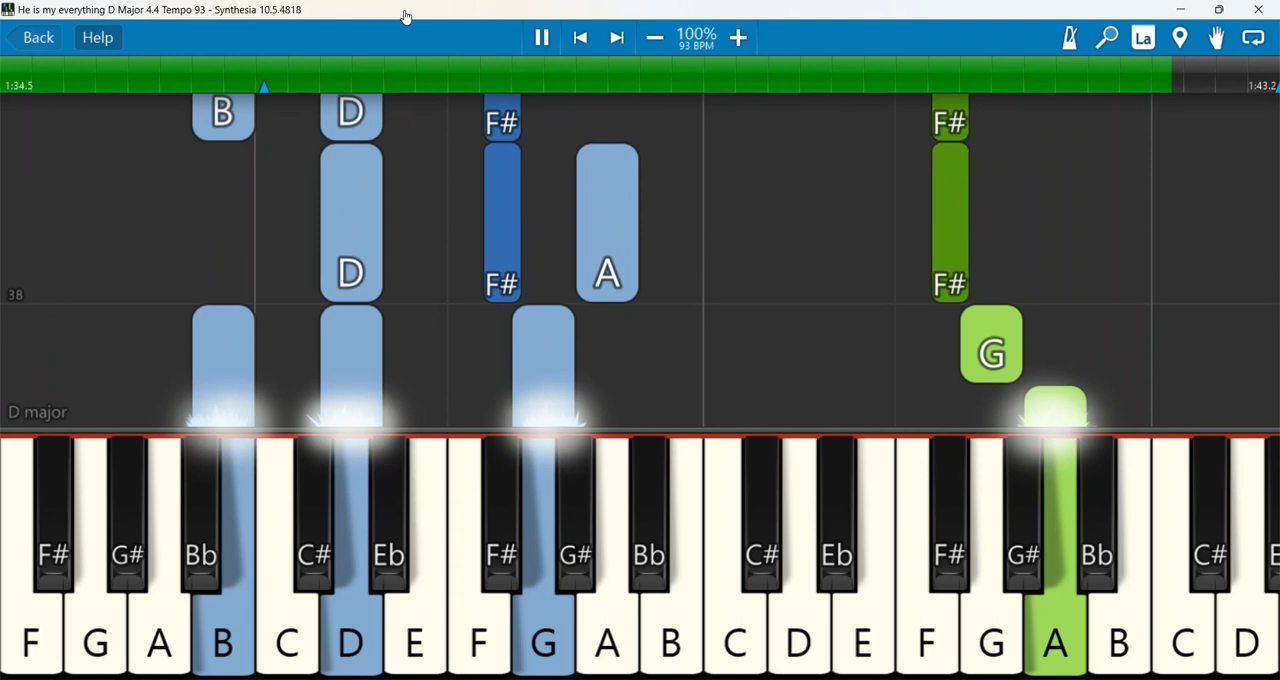 He is my everything D Major 4.4 Tempo 93 - Synthesia 10.5.4818
Back Help 100% La
93 BPM
1:34.5 1:43.2
B D F# F#
D F# A F#
38
G
D major
F# G# Bb C# Eb F# G# Bb C# Eb F# G# Bb C# E
F G A B C D E F G A B C D E F G A B C D